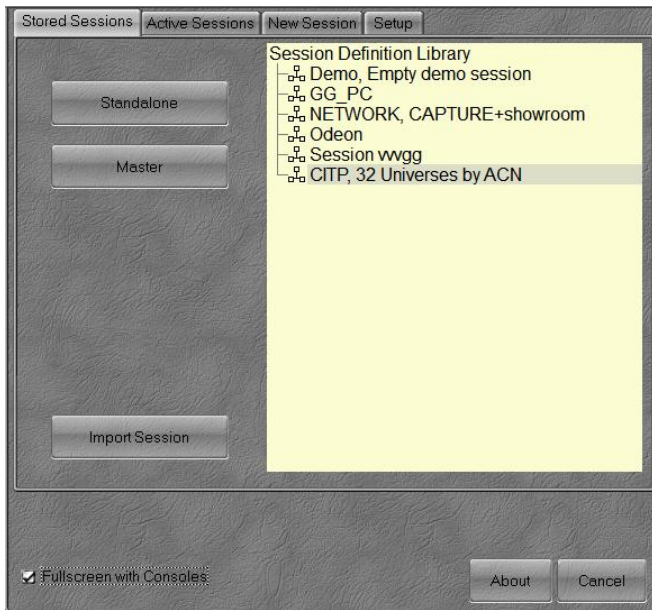 Stored Sessions Active Sessions New Session Setup
Standalone
Master
Import Session
Session Definition Library
Demo, Empty demo session
GG_PC
NETWORK, CAPTURE+showroom
Odeon
Session vvvgg
CITP, 32 Universes by ACN
Fullscreen with Consoles
About Cancel